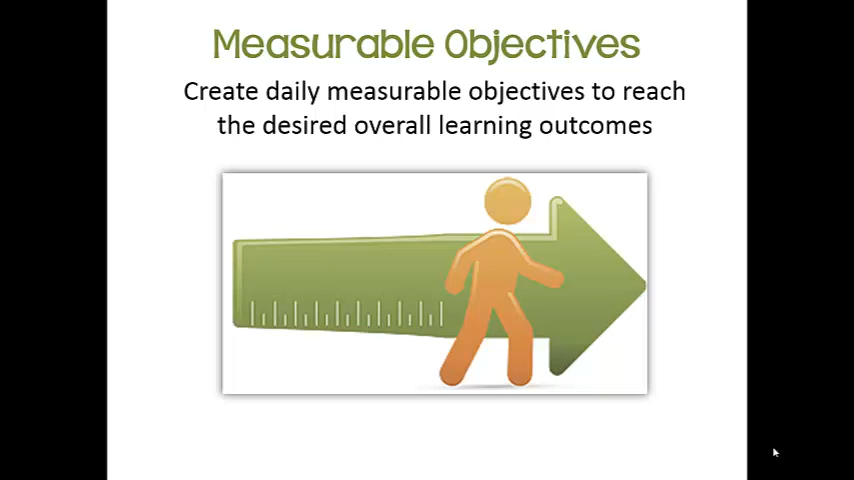 Measurable Objectives
Create daily measurable objectives to reach
the desired overall learning outcomes